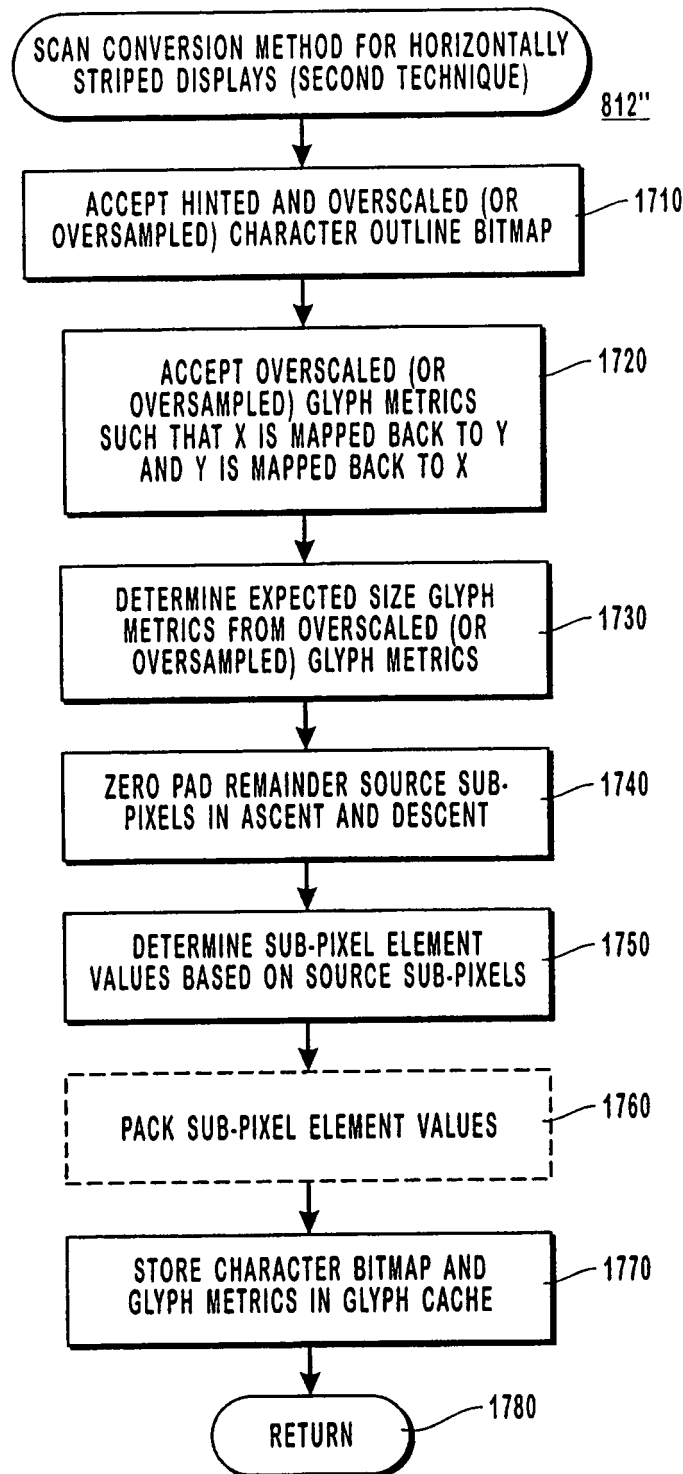 SCAN CONVERSION METHOD FOR HORIZONTALLY
STRIPED DISPLAYS (SECOND TECHNIQUE)
812"
ACCEPT HINTED AND OVERSCALED (OR
OVERSAMPLED) CHARACTER OUTLINE BITMAP
1710
ACCEPT OVERSCALED (OR
OVERSAMPLED) GLYPH METRICS
SUCH THAT X IS MAPPED BACK TO Y
AND Y IS MAPPED BACK TO X
1720
DETERMINE EXPECTED SIZE GLYPH
METRICS FROM OVERSCALED (OR
OVERSAMPLED) GLYPH METRICS
1730
ZERO PAD REMAINDER SOURCE SUB-
PIXELS IN ASCENT AND DESCENT
1740
DETERMINE SUB-PIXEL ELEMENT
VALUES BASED ON SOURCE SUB-PIXELS
1750
PACK SUB-PIXEL ELEMENT VALUES
1760
STORE CHARACTER BITMAP AND
GLYPH METRICS IN GLYPH CACHE
1770
RETURN
1780